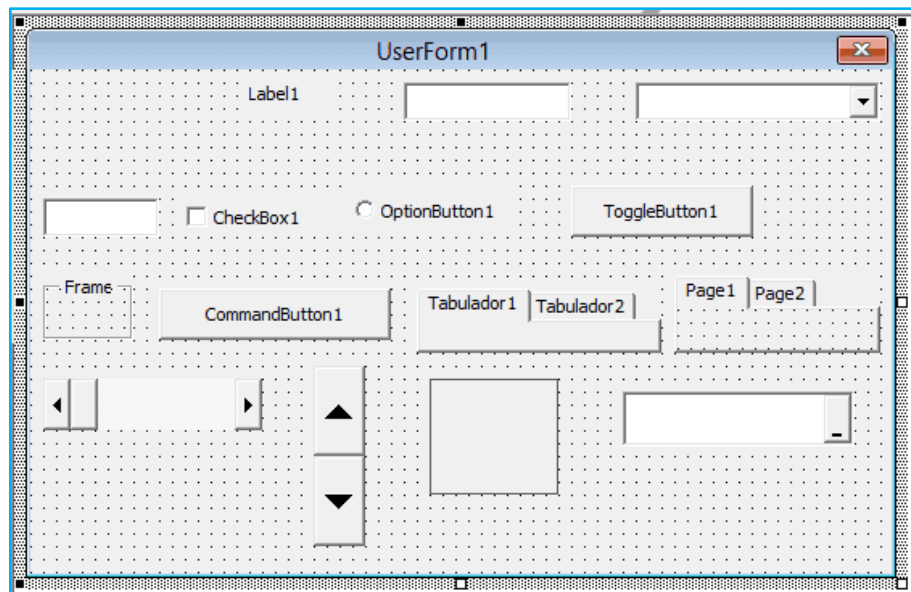 UserForm1
Label1
CheckBox1
OptionButton1
ToggleButton1
Frame
CommandButton1
Tabulador1
Tabulador2
Page1
Page2